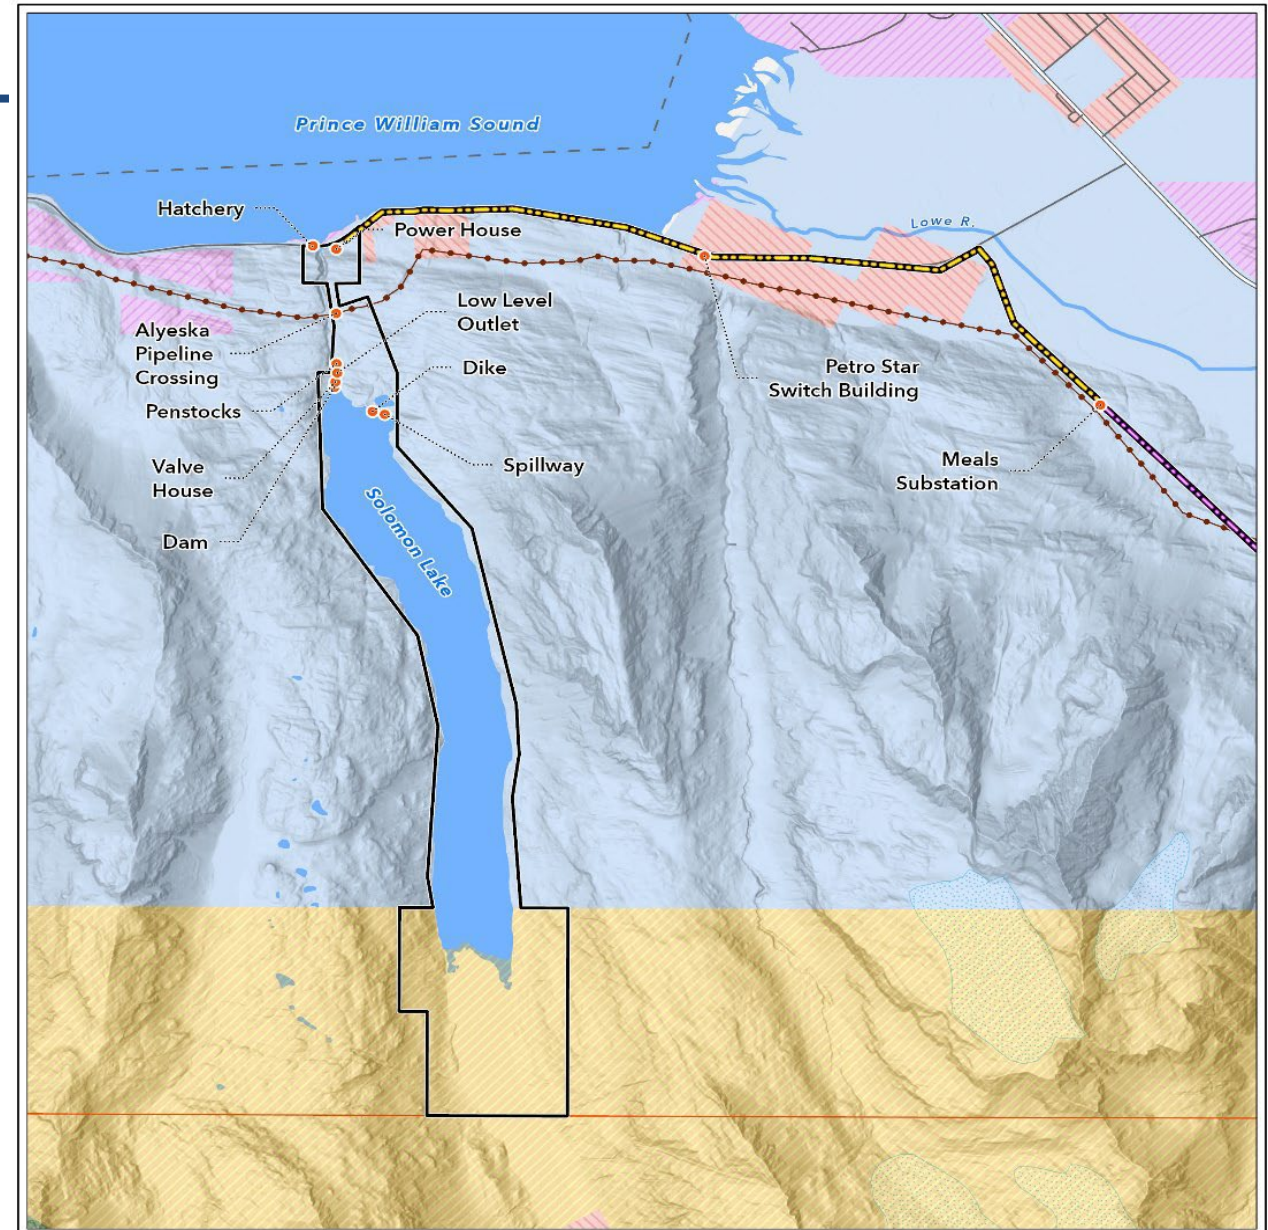 Prince William Sound
Hatchery
Power House
Lowe R.
Low Level
Outlet
Alyeska
Pipeline
Crossing
Dike
Petro Star
Switch Building
Penstocks
Valve
House
Spillway
Meals
Substation
Solomon Lake
Dam